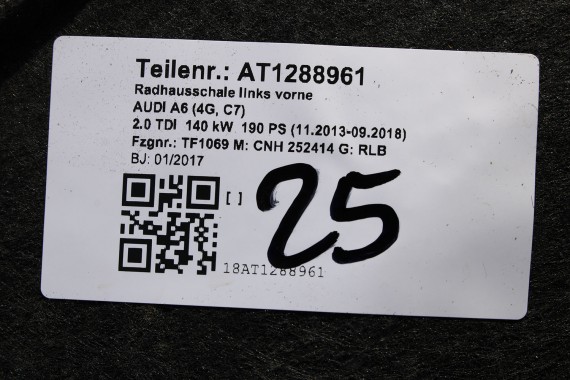 Teilenr.: AT1288961
Radhausschale links vorne
AUDI A6 (4G, C7)
2.0 TDI 140 kW 190 PS (11.2013-09.2018)
Fzgnr.: TF1069 M: CNH 252414 G: RLB
BJ: 01/2017
[ ]
25
18AT1288961